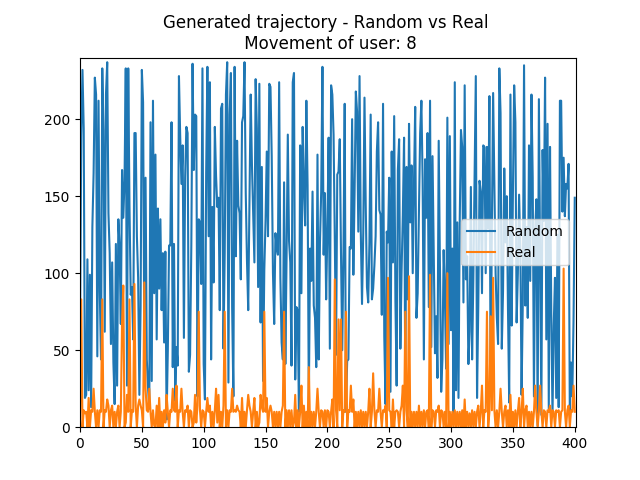 Generated trajectory - Random vs Real
Movement of user: 8
200
150
100
50
0
Random
Real
0 50 100 150 200 250 300 350 400